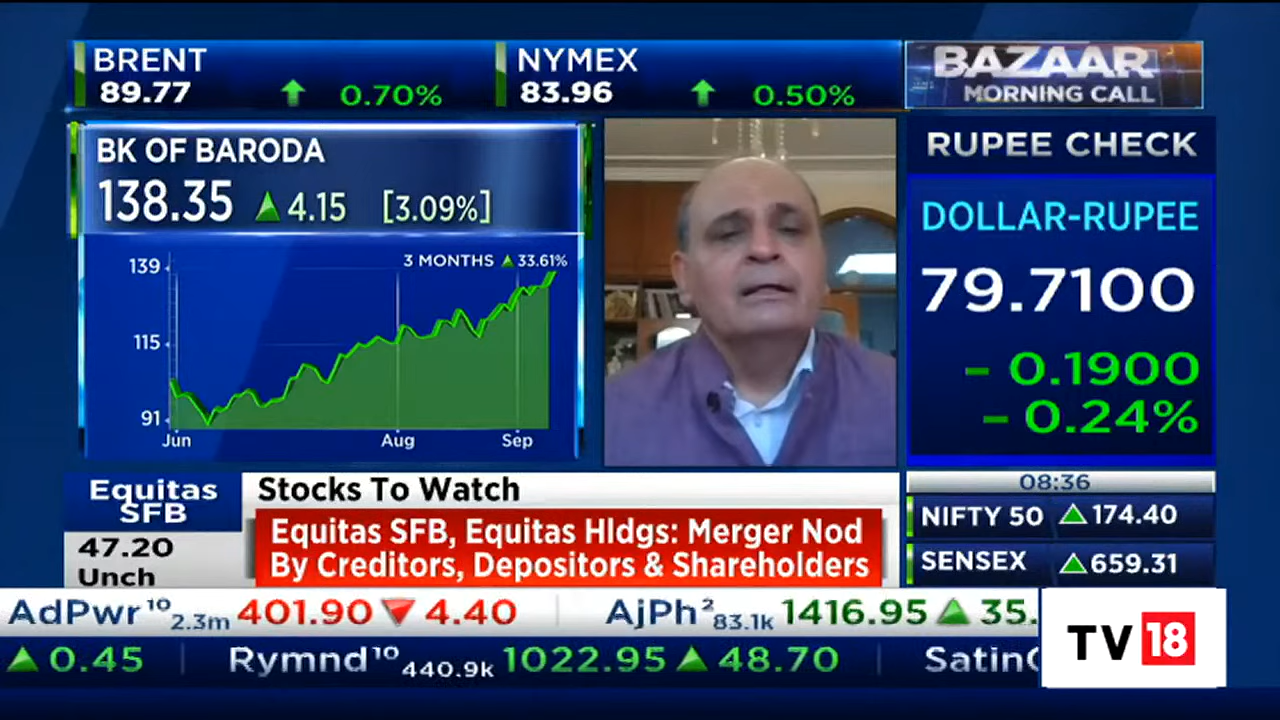 BRENT
89.77 0.70%
NYMEX
83.96 0.50%
BAZAAR
MORNING CALL
BK OF BARODA
138.35 4.15 [3.09%]
3 MONTHS 33.61%
139
115
91
Jun Aug Sep
RUPEE CHECK
DOLLAR-RUPEE
79.7100
- 0.1900
- 0.24%
08:36
NIFTY 50 174.40
SENSEX 659.31
Equitas
SFB
47.20
Unch
Stocks To Watch
Equitas SFB, Equitas Hldgs: Merger Nod
By Creditors, Depositors & Shareholders
AdPwr 10 2.3m 401.90 4.40 AjPh 2 83.1k 1416.95 35.
0.45 Rymnd 10 440.9k 1022.95 48.70 Satin
TV 18